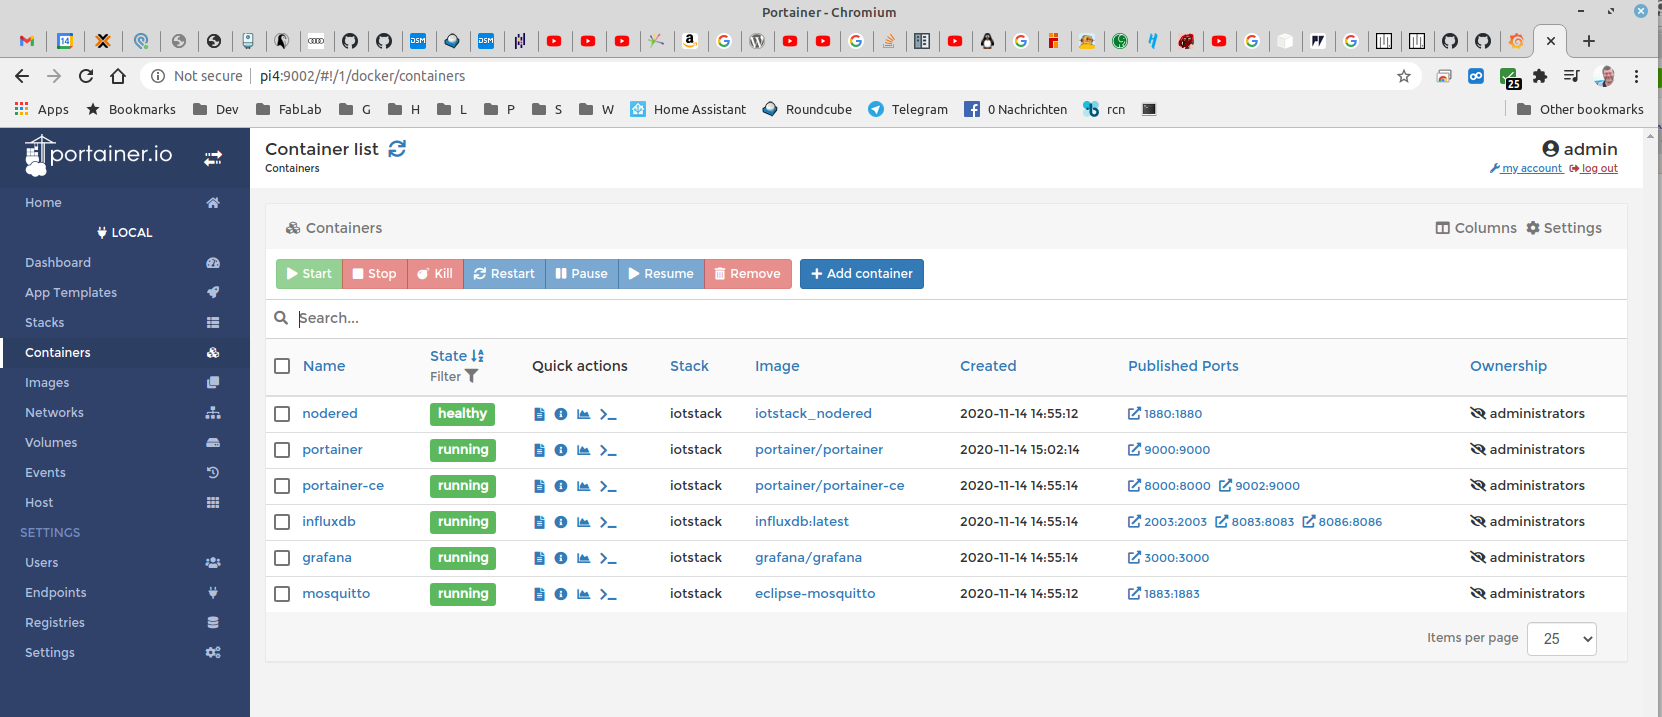 Portainer - Chromium
14
DSM
DSM
Not secure | pi4:9002/#!/1/docker/containers
25
Apps Bookmarks Dev FabLab G H L P S W Home Assistant Roundcube Telegram 0 Nachrichten rcn Other bookmarks
portainer.io
Home
LOCAL
Dashboard
App Templates
Stacks
Containers
Images
Networks
Volumes
Events
Host
SETTINGS
Users
Endpoints
Registries
Settings
Container list
Containers
admin
my account log out
Containers Columns Settings
Start Stop Kill Restart Pause Resume Remove Add container
Search...
Name State Filter Quick actions Stack Image Created Published Ports Ownership
nodered healthy iotstack iotstack_nodered 2020-11-14 14:55:12 1880:1880 administrators
portainer running iotstack portainer/portainer 2020-11-14 15:02:14 9000:9000 administrators
portainer-ce running iotstack portainer/portainer-ce 2020-11-14 14:55:14 8000:8000 9002:9000 administrators
influxdb running iotstack influxdb:latest 2020-11-14 14:55:14 2003:2003 8083:8083 8086:8086 administrators
grafana running iotstack grafana/grafana 2020-11-14 14:55:14 3000:3000 administrators
mosquitto running iotstack eclipse-mosquitto 2020-11-14 14:55:12 1883:1883 administrators
Items per page 25